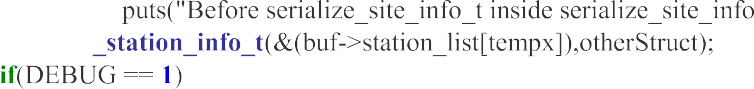 puts("Before serialize_site_info_t inside serialize_site_info
_station_info_t(&(buf->station_list[tempx]),otherStruct);
if(DEBUG == 1)